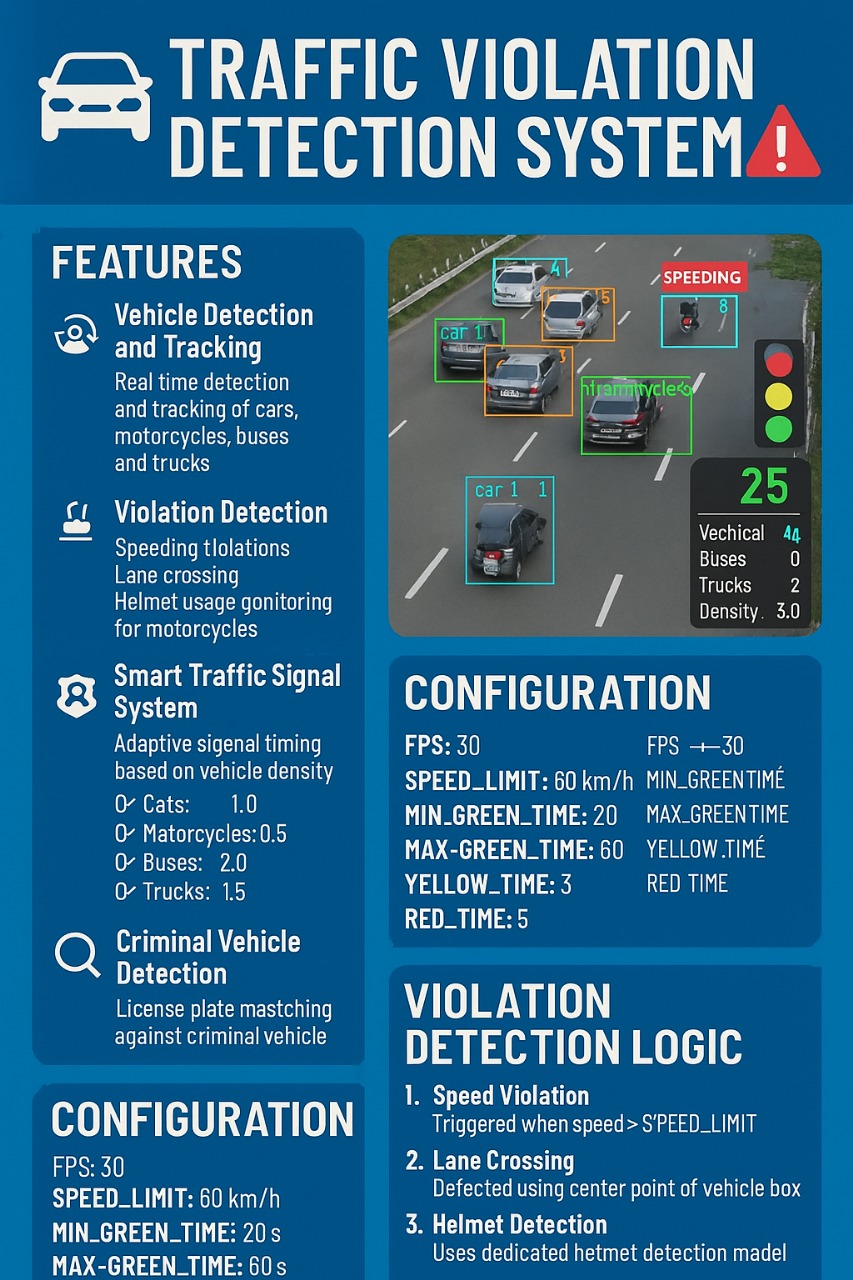 TRAFFIC VIOLATION
DETECTION SYSTEM
FEATURES
Vehicle Detection
and Tracking
Real time detection
and tracking of cars,
motorcycles, buses
and trucks
Violation Detection
Speeding tlolations
Lane crossing
Helmet usage gonitoring
for motorcycles
Smart Traffic Signal
System
Adaptive sigenal timing
based on vehicle density
Cats: 1.0
Matorcycles: 0.5
Buses: 2.0
Trucks: 1.5
Criminal Vehicle
Detection
License plate mastching
against criminal vehicle
CONFIGURATION
FPS: 30
SPEED_LIMIT: 60 km/h
MIN_GREEN_TIME: 20 s
MAX-GREEN_TIME: 60 s
4
5
SPEEDING
8
car 1
3
car 1 1
25
Vechical 44
Buses 0
Trucks 2
Density. 3.0
CONFIGURATION
FPS: 30
SPEED_LIMIT: 60 km/h
MIN_GREEN_TIME: 20
MAX-GREEN_TIME: 60
YELLOW_TIME: 3
RED_TIME: 5
FPS 30
MIN_GREENTIMÉ
MAX_GREENTIME
YELLOW.TIMÉ
RED TIME
VIOLATION
DETECTION LOGIC
1. Speed Violation
Triggered when speed > S'PEED_LIMIT
2. Lane Crossing
Defected using center point of vehicle box
3. Helmet Detection
Uses dedicated hetmet detection madel